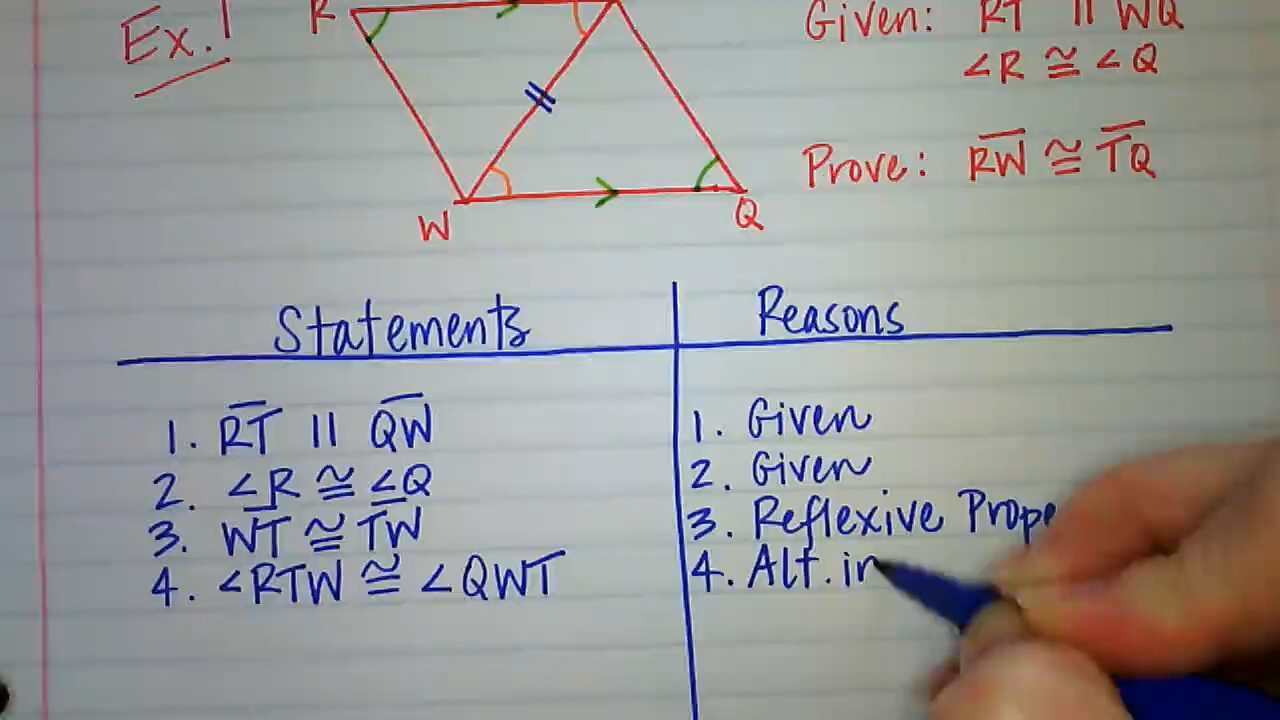 Ex. 1
R
Given: RT || WQ
∠R ≅ ∠Q
Prove: RW ≅ TQ
W
Q
Statements
Reasons
1. RT || QW
1. Given
2. ∠R ≅ ∠Q
2. Given
3. WT ≅ TW
3. Reflexive Prope
4. ∠RTW ≅ ∠QWT
4. Alt. in